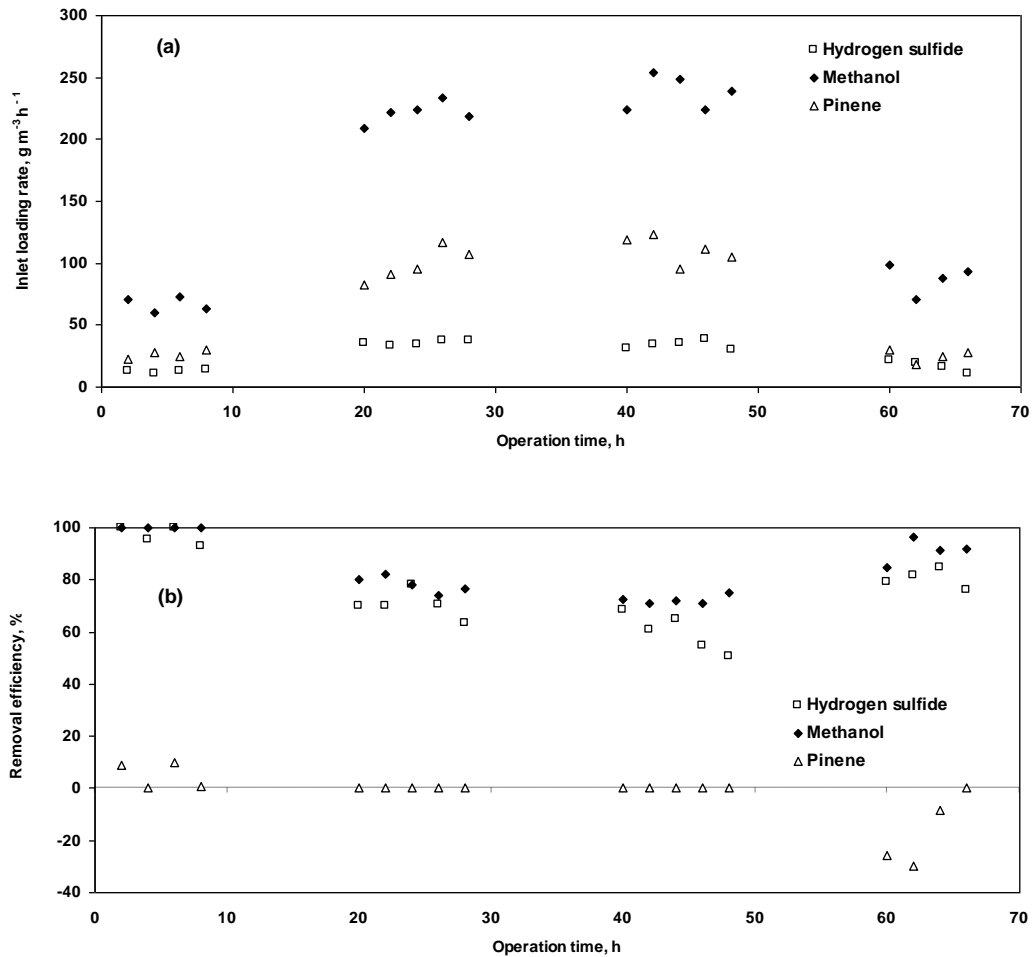 300
(a)
Hydrogen sulfide
250
Methanol
Pinene
200
150
100
50
0
Inlet loading rate, g m⁻³h⁻¹
0 10 20 30 40 50 60 70
Operation time, h
100
80
(b)
60
40
Hydrogen sulfide
Methanol
20
Pinene
0
-20
-40
Removal efficiency, %
0 10 20 30 40 50 60 70
Operation time, h